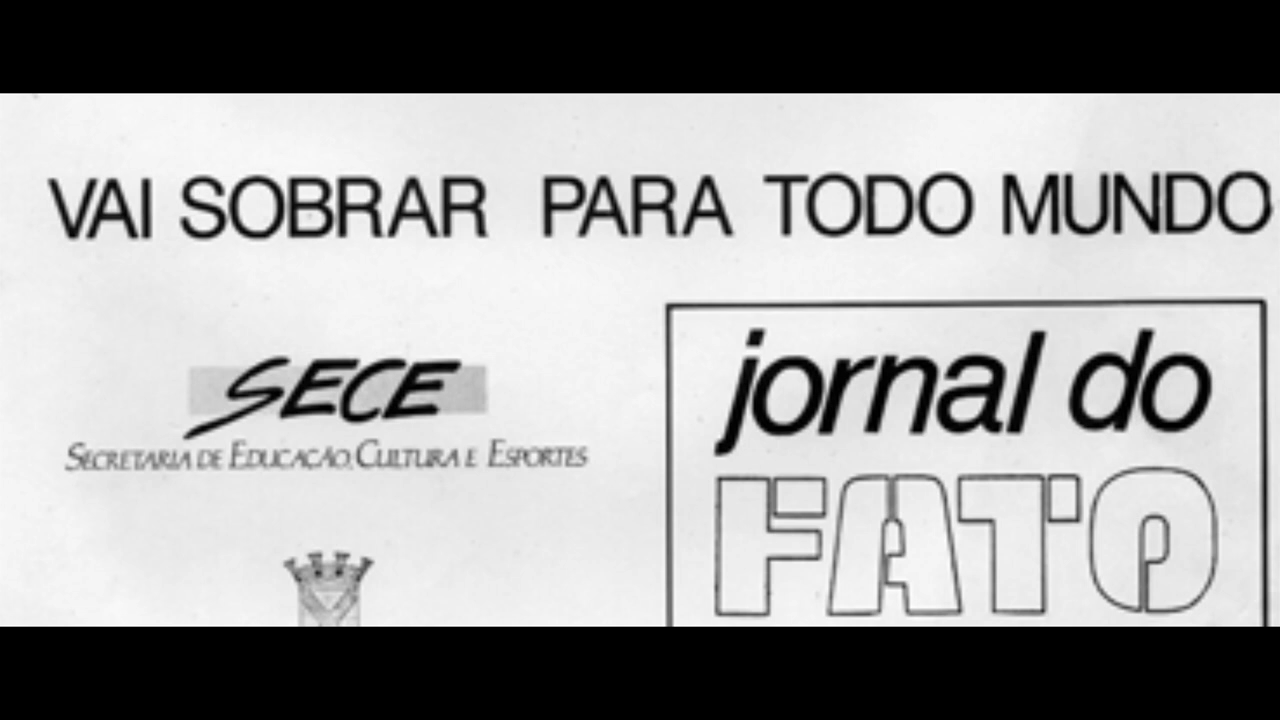 VAI SOBRAR PARA TODO MUNDO
SECE
SECRETARIA DE EDUCAÇÃO, CULTURA E ESPORTES
jornal do
FATO